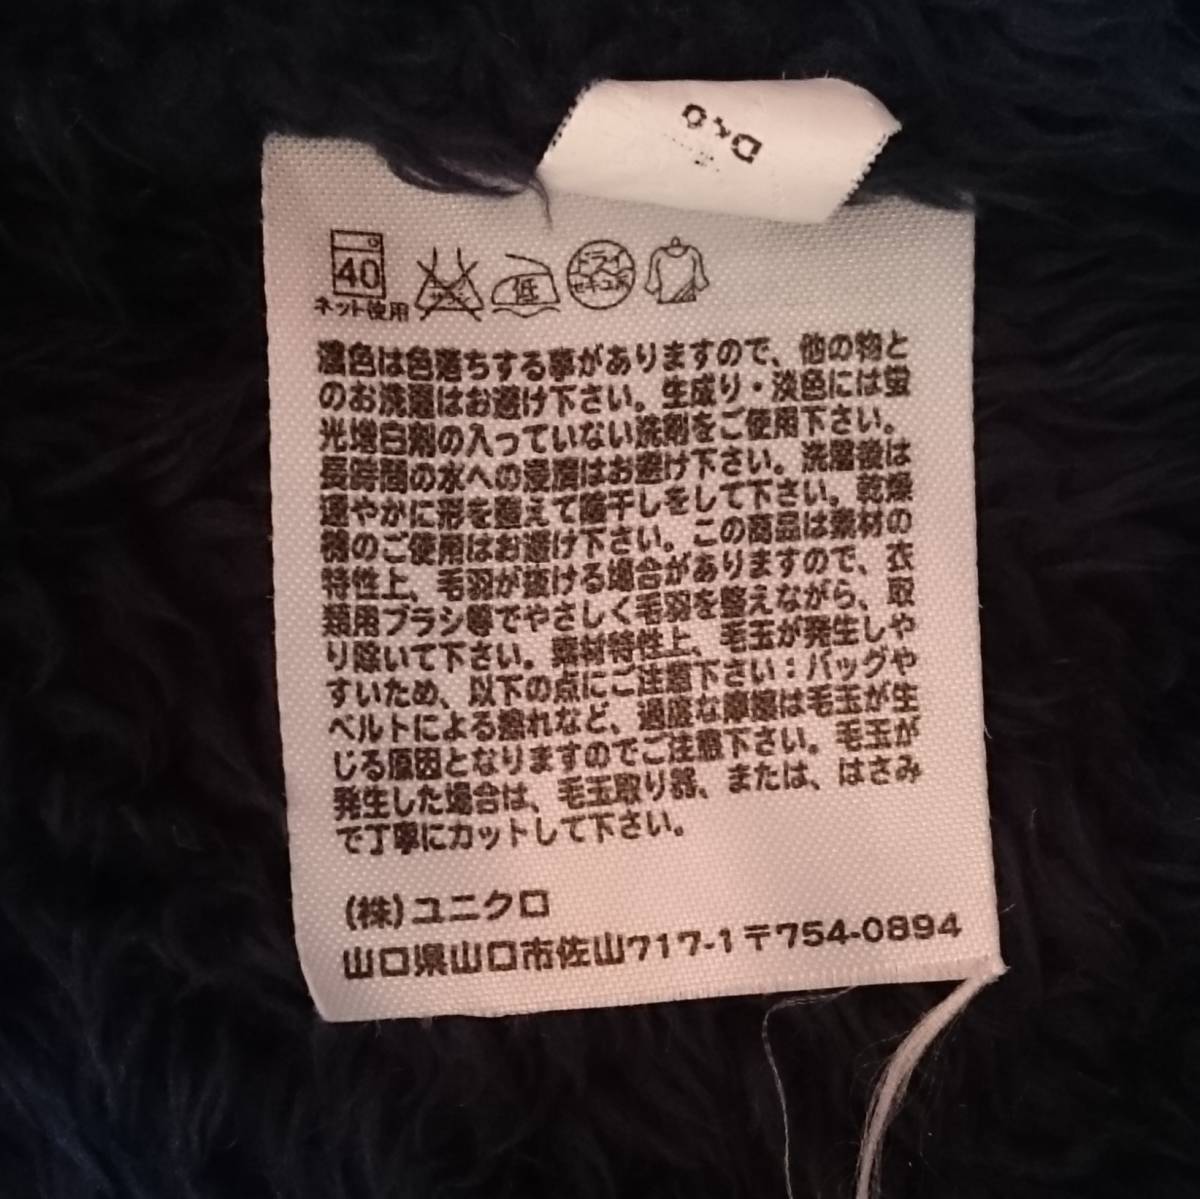 40
ネット使用
低
ドライ
セキユ系
濃色は色落ちする事がありますので、他の物と
のお洗濯はお避け下さい。生成り・淡色には蛍
光増白剤の入っていない洗剤をご使用下さい。
長時間の水への浸漬はお避け下さい。洗濯後は
速やかに形を整えて陰干しをして下さい。乾燥
機のご使用はお避け下さい。この商品は素材の
特性上、毛羽が抜ける場合がありますので、衣
類用ブラシ等でやさしく毛羽を整えながら、取
り除いて下さい。素材特性上、毛玉が発生しや
すいため、以下の点にご注意下さい：バッグや
ベルトによる擦れなど、過度な摩擦は毛玉が生
じる原因となりますのでご注意下さい。毛玉が
発生した場合は、毛玉取り器、または、はさみ
で丁寧にカットして下さい。
(株)ユニクロ
山口県山口市佐山717-1〒754-0894